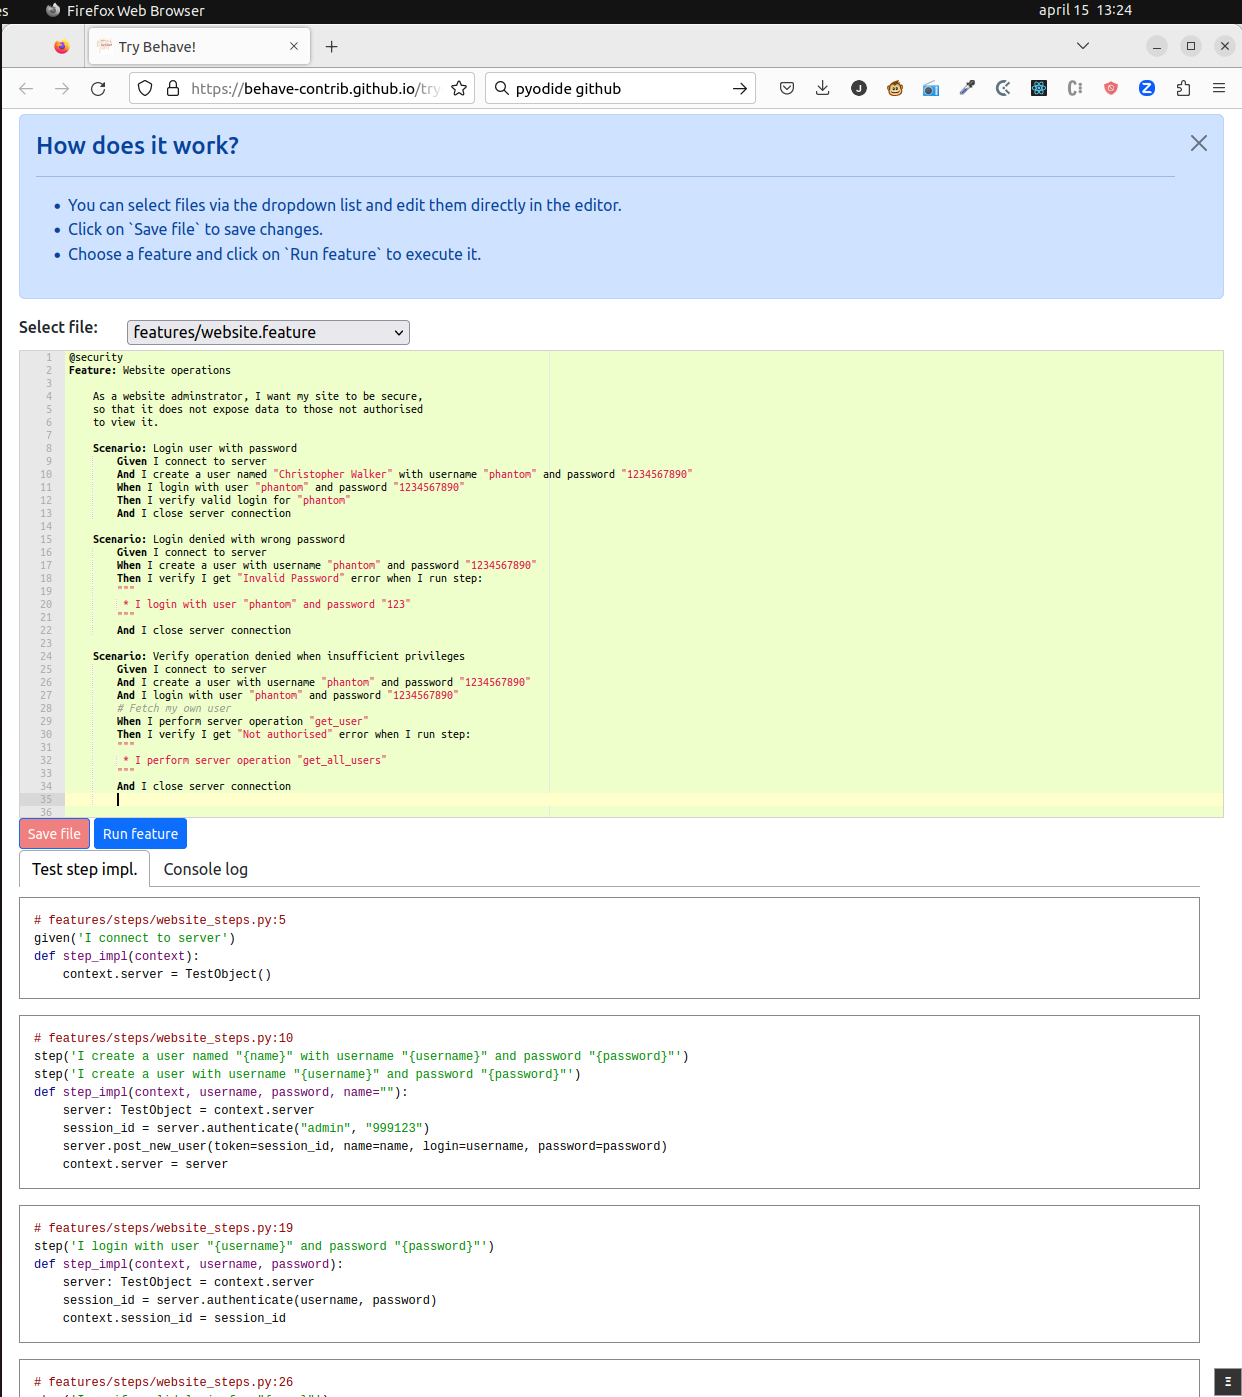 es Firefox Web Browser april 15 13:24
Try Behave!
https://behave-contrib.github.io/try pyodide github
How does it work?
• You can select files via the dropdown list and edit them directly in the editor.
• Click on `Save file` to save changes.
• Choose a feature and click on `Run feature` to execute it.
Select file: features/website.feature
1 @security
2 Feature: Website operations
3
4 As a website adminstrator, I want my site to be secure,
5 so that it does not expose data to those not authorised
6 to view it.
7
8 Scenario: Login user with password
9 Given I connect to server
10 And I create a user named "Christopher Walker" with username "phantom" and password "1234567890"
11 When I login with user "phantom" and password "1234567890"
12 Then I verify valid login for "phantom"
13 And I close server connection
14
15 Scenario: Login denied with wrong password
16 Given I connect to server
17 When I create a user with username "phantom" and password "1234567890"
18 Then I verify I get "Invalid Password" error when I run step:
19 """
20 * I login with user "phantom" and password "123"
21 """
22 And I close server connection
23
24 Scenario: Verify operation denied when insufficient privileges
25 Given I connect to server
26 And I create a user with username "phantom" and password "1234567890"
27 And I login with user "phantom" and password "1234567890"
28 # Fetch my own user
29 When I perform server operation "get_user"
30 Then I verify I get "Not authorised" error when I run step:
31 """
32 * I perform server operation "get_all_users"
33 """
34 And I close server connection
35
36
Save file Run feature
Test step impl. Console log
# features/steps/website_steps.py:5
given('I connect to server')
def step_impl(context):
    context.server = TestObject()
# features/steps/website_steps.py:10
step('I create a user named "{name}" with username "{username}" and password "{password}"')
step('I create a user with username "{username}" and password "{password}"')
def step_impl(context, username, password, name=""):
    server: TestObject = context.server
    session_id = server.authenticate("admin", "999123")
    server.post_new_user(token=session_id, name=name, login=username, password=password)
    context.server = server
# features/steps/website_steps.py:19
step('I login with user "{username}" and password "{password}"')
def step_impl(context, username, password):
    server: TestObject = context.server
    session_id = server.authenticate(username, password)
    context.session_id = session_id
# features/steps/website_steps.py:26